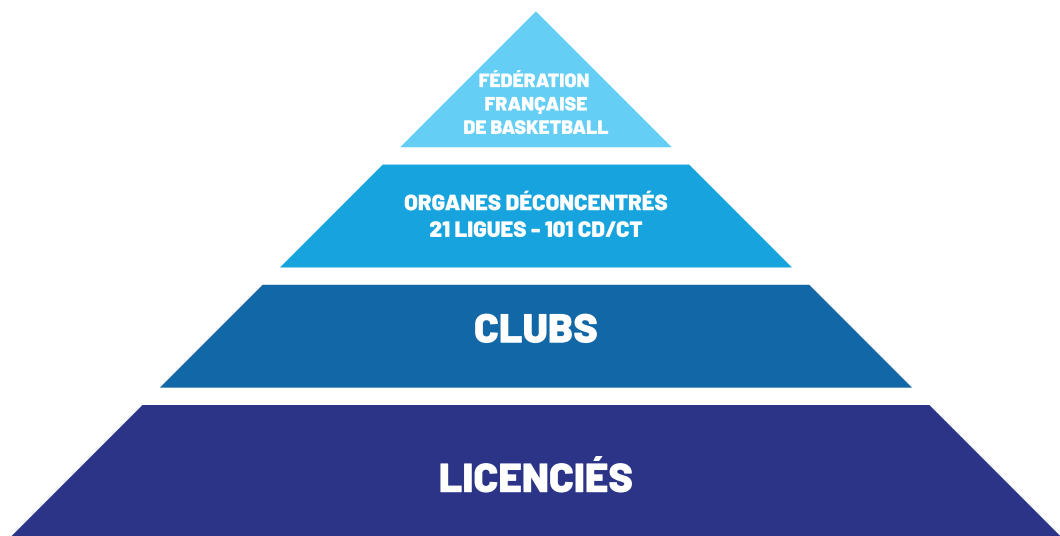 FÉDÉRATION
FRANÇAISE
DE BASKETBALL
ORGANES DÉCONCENTRÉS
21 LIGUES - 101 CD/CT
CLUBS
LICENCIÉS